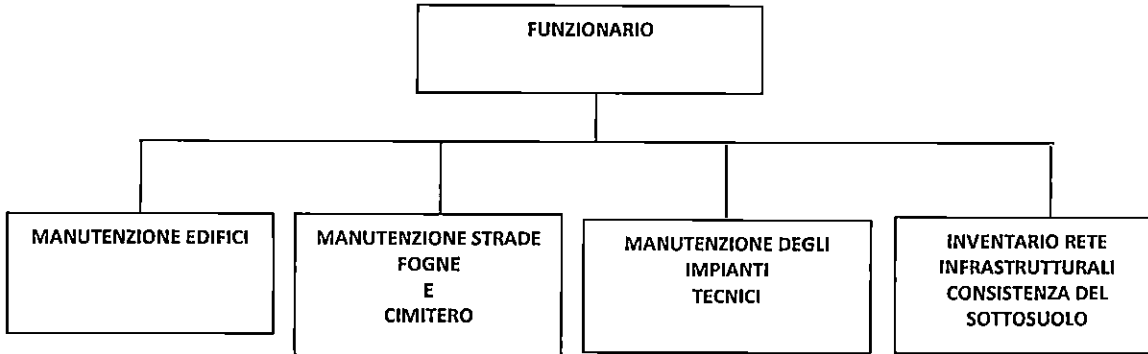 FUNZIONARIO
MANUTENZIONE EDIFICI
MANUTENZIONE STRADE
FOGNE
E
CIMITERO
MANUTENZIONE DEGLI
IMPIANTI
TECNICI
INVENTARIO RETE
INFRASTRUTTURALI
CONSISTENZA DEL
SOTTOSUOLO